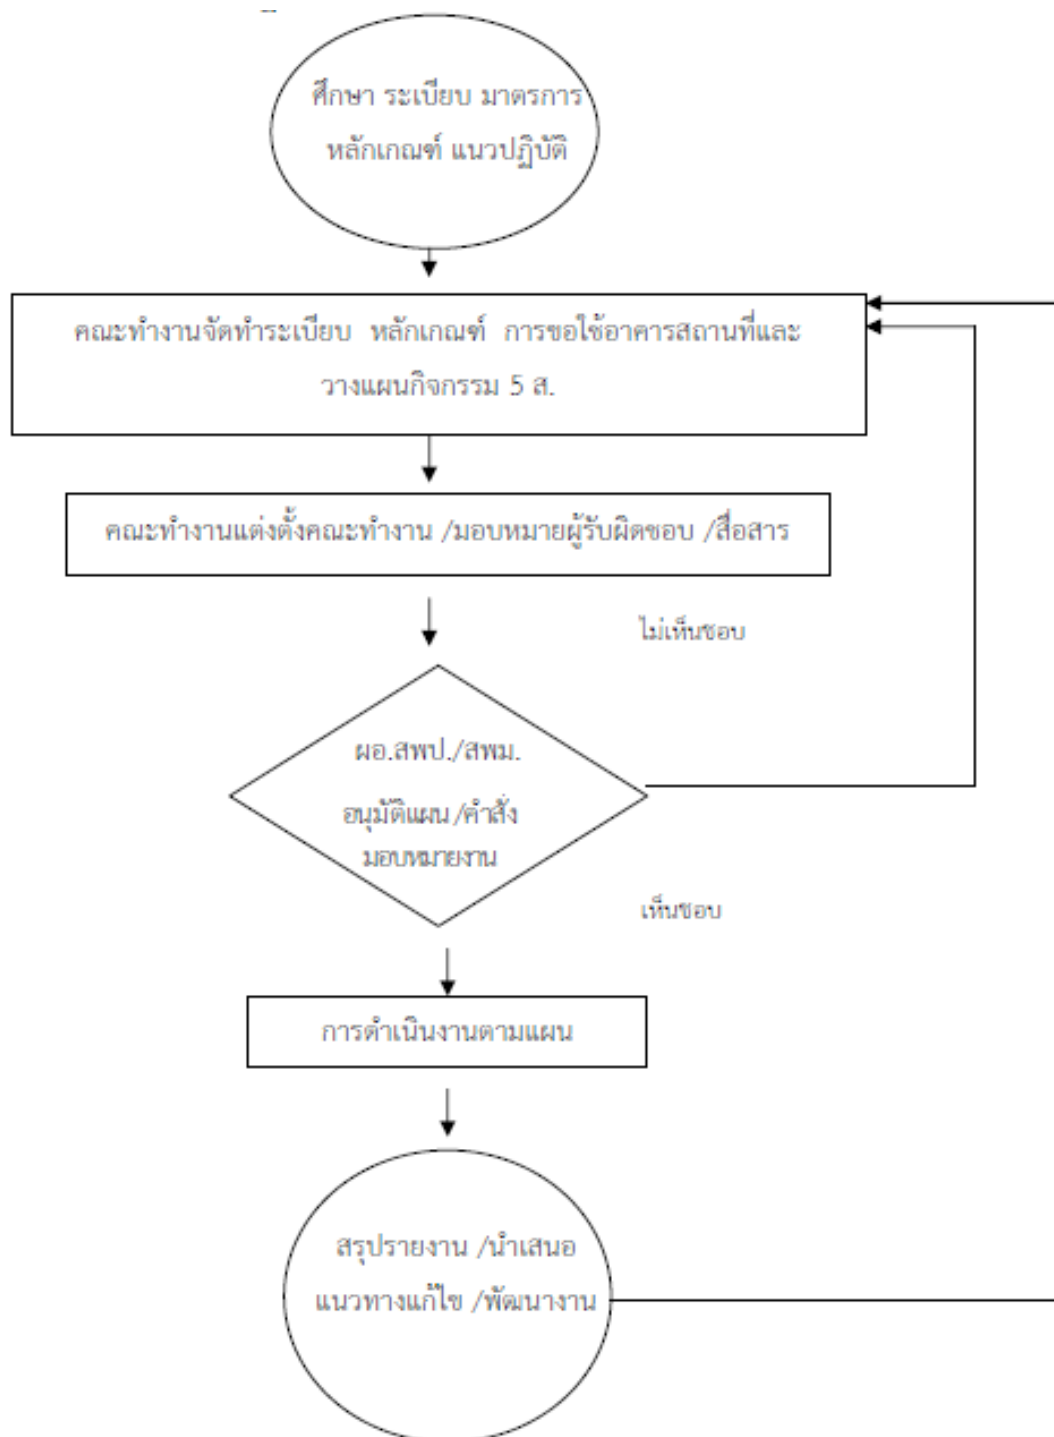 ศึกษา ระเบียบ มาตรการ
หลักเกณฑ์ แนวปฏิบัติ
คณะทำงานจัดทำระเบียบ หลักเกณฑ์ การขอใช้อาคารสถานที่และ
วางแผนกิจกรรม 5 ส.
คณะทำงานแต่งตั้งคณะทำงาน /มอบหมายผู้รับผิดชอบ /สื่อสาร
ไม่เห็นชอบ
ผอ.สพป./สพม.
อนุมัติแผน/คำสั่ง
มอบหมายงาน
เห็นชอบ
การดำเนินงานตามแผน
สรุปรายงาน /นำเสนอ
แนวทางแก้ไข /พัฒนางาน